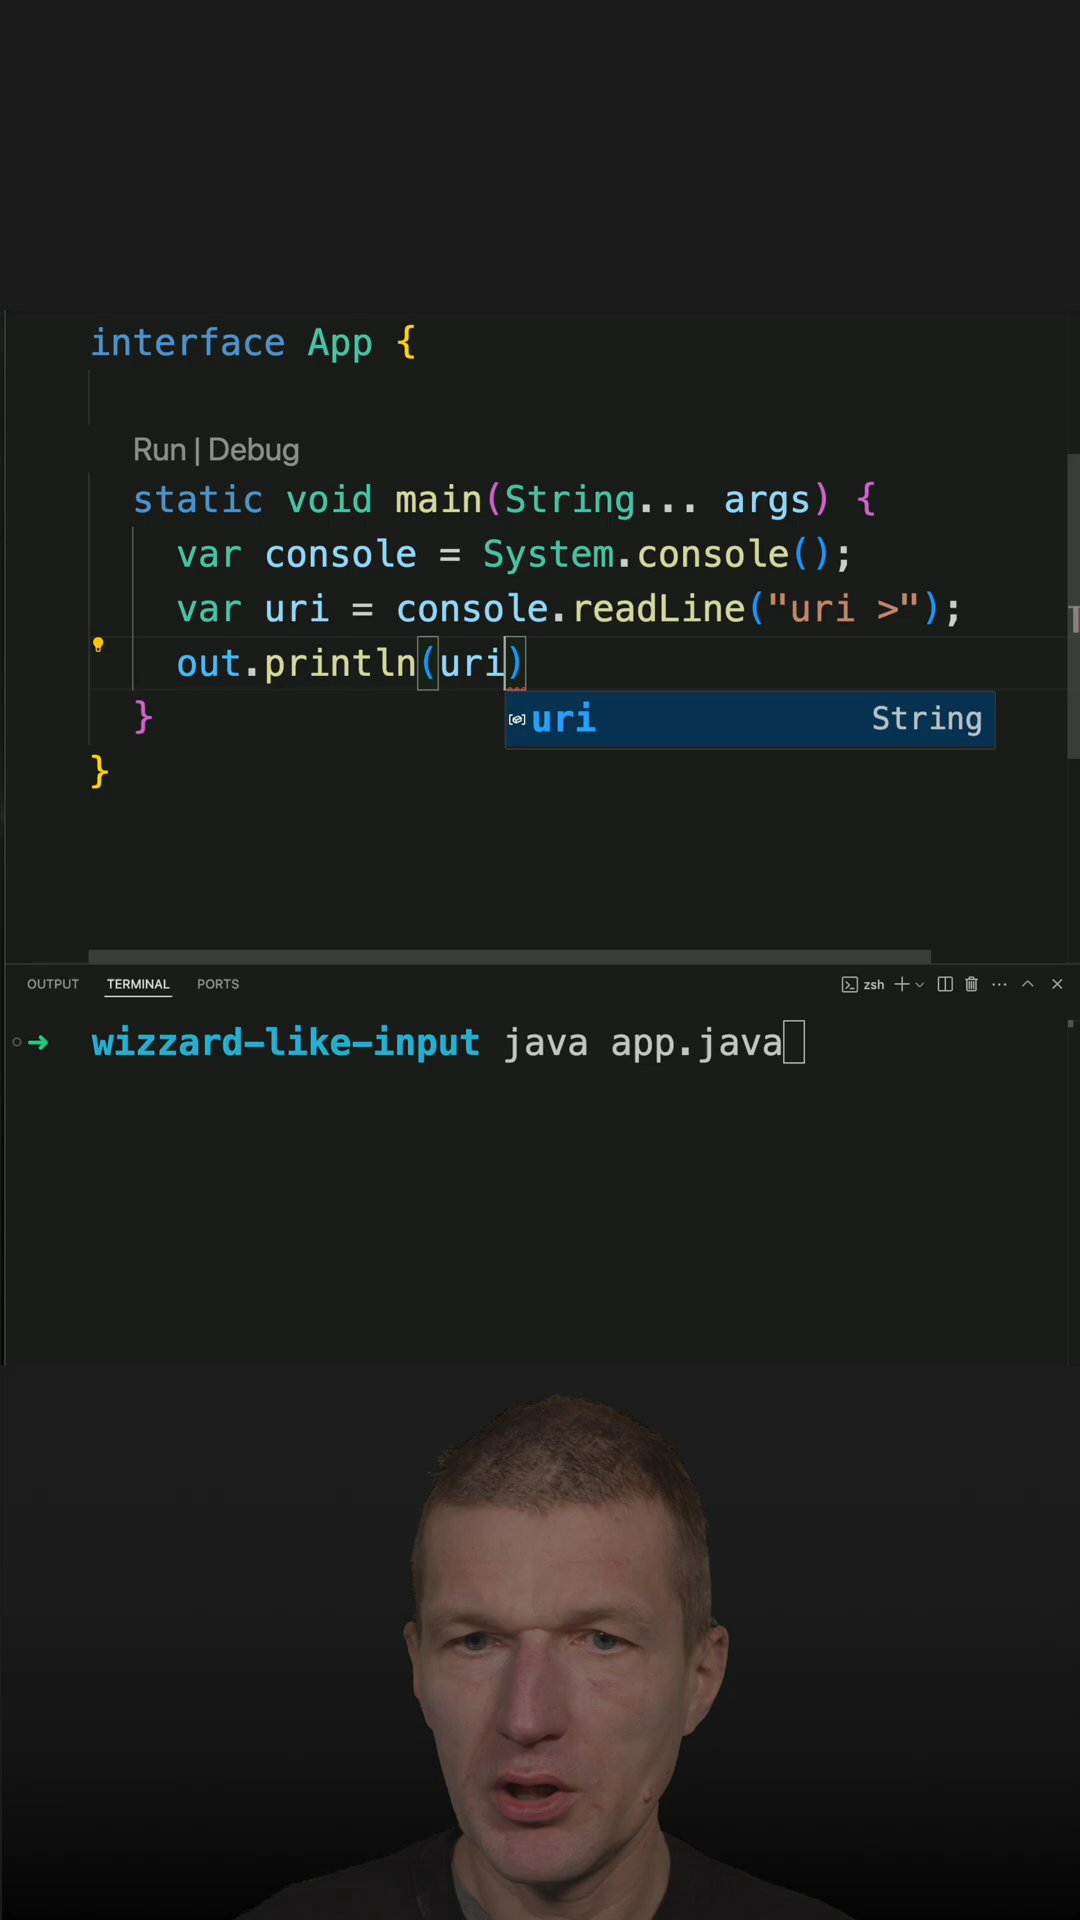 interface App {
Run | Debug
static void main(String... args) {
var console = System.console();
var uri = console.readLine("uri >");
out.println(uri)
uri String
}
}
OUTPUT TERMINAL PORTS zsh
wizzard-like-input java app.java